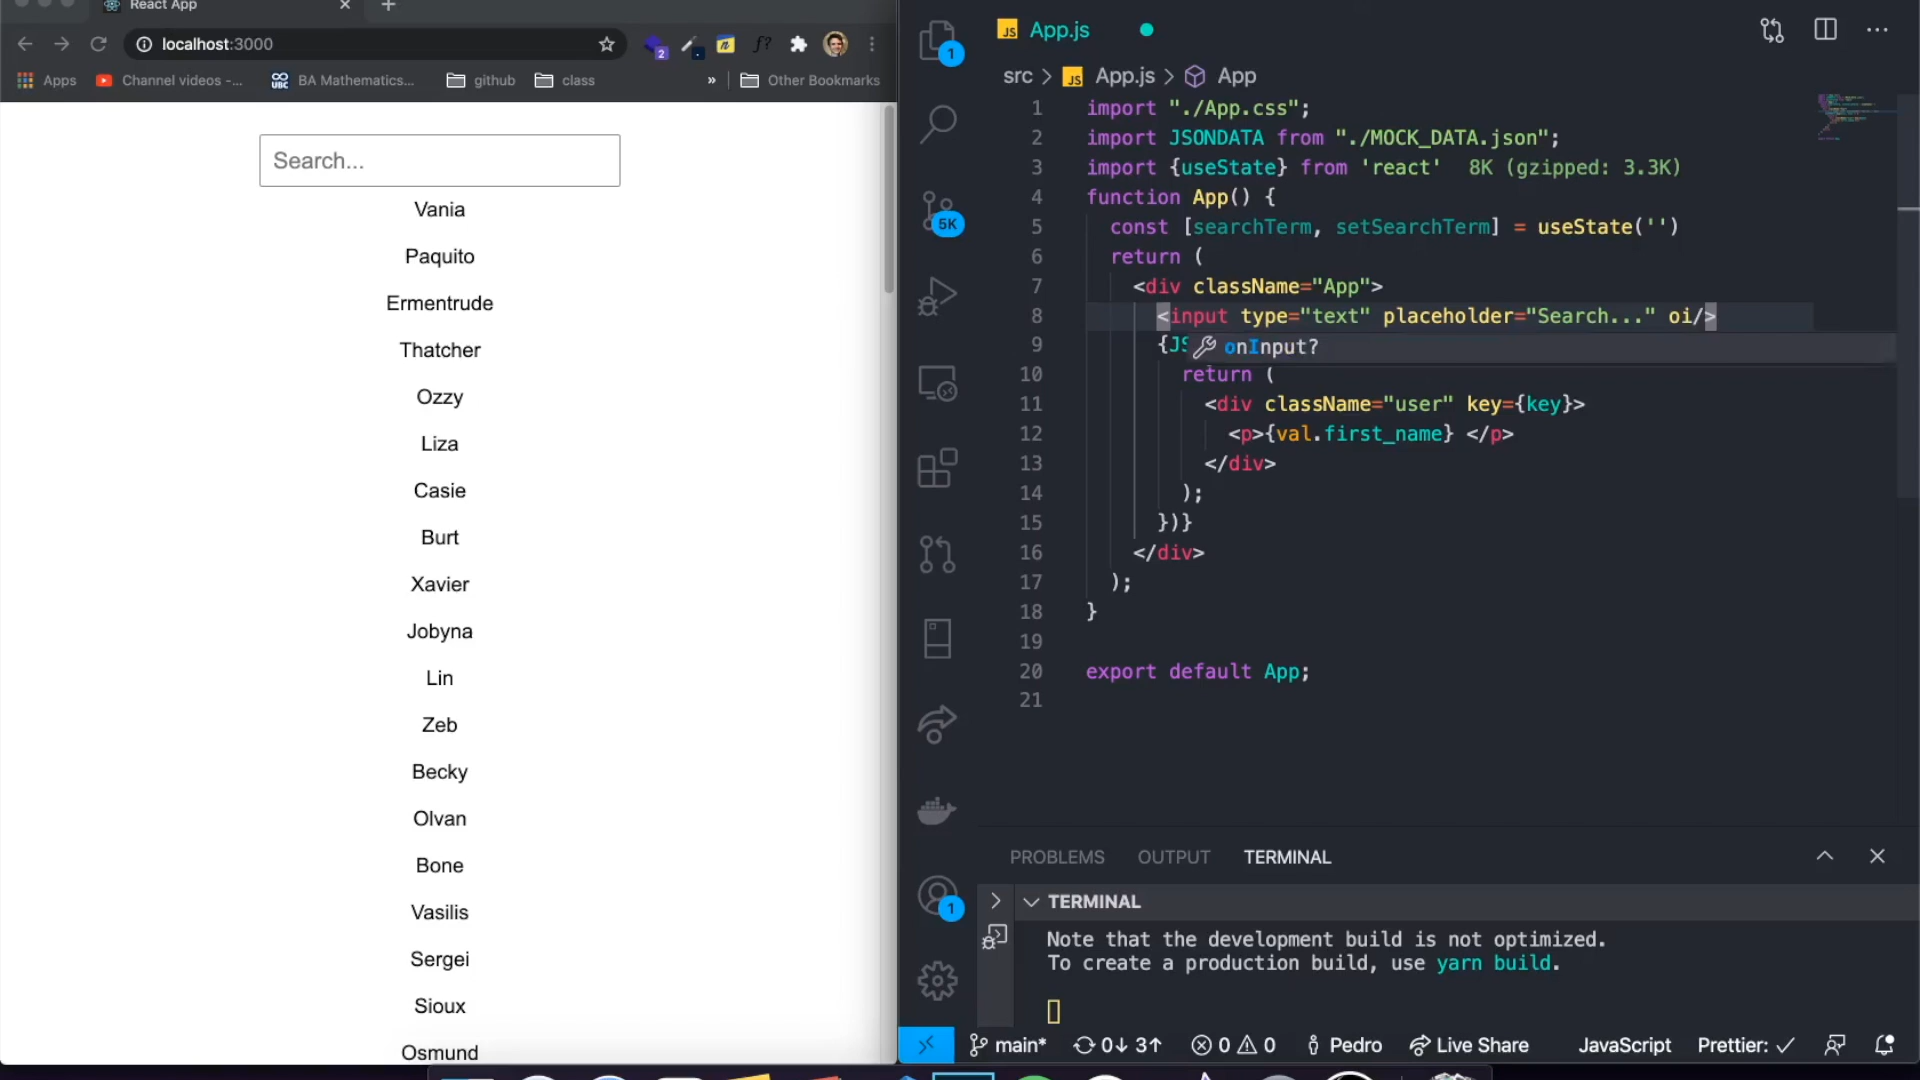 React App
localhost:3000
2
n
f?
Apps
Channel videos -...
UBC
BA Mathematics...
github
class
»
Other Bookmarks
Search...
Vania
Paquito
Ermentrude
Thatcher
Ozzy
Liza
Casie
Burt
Xavier
Jobyna
Lin
Zeb
Becky
Olvan
Bone
Vasilis
Sergei
Sioux
Osmund
1
5K
1
JS App.js
src > JS App.js > App
1 import "./App.css";
2 import JSONDATA from "./MOCK_DATA.json";
3 import {useState} from 'react' 8K (gzipped: 3.3K)
4 function App() {
5 const [searchTerm, setSearchTerm] = useState('')
6 return (
7 <div className="App">
8 <input type="text" placeholder="Search..." oi/>
9 {JS
onInput?
10 return (
11 <div className="user" key={key}>
12 <p>{val.first_name} </p>
13 </div>
14 );
15 })}
16 </div>
17 );
18 }
19
20 export default App;
21
PROBLEMS OUTPUT TERMINAL
TERMINAL
Note that the development build is not optimized.
To create a production build, use yarn build.
main* 0↓ 3↑ 0 0 Pedro Live Share JavaScript Prettier: ✓